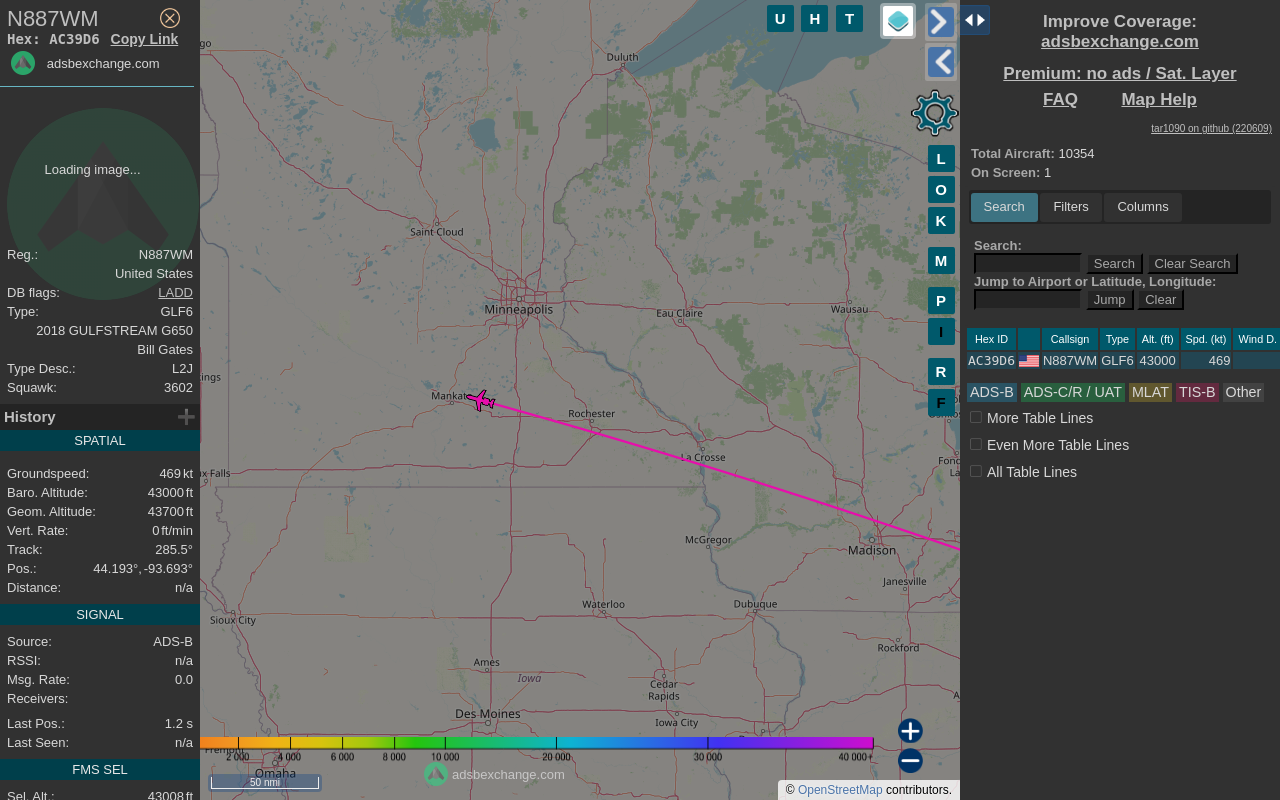 N887WM
Hex: AC39D6 Copy Link
adsbexchange.com
Loading image...
Reg.: N887WM
United States
DB flags: LADD
Type: GLF6
2018 GULFSTREAM G650
Bill Gates
Type Desc.: L2J
Squawk: 3602
History
SPATIAL
Groundspeed: 469 kt
Baro. Altitude: 43000 ft
Geom. Altitude: 43700 ft
Vert. Rate: 0 ft/min
Track: 285.5°
Pos.: 44.193°, -93.693°
Distance: n/a
SIGNAL
Source: ADS-B
RSSI: n/a
Msg. Rate: 0.0
Receivers:
Last Pos.: 1.2 s
Last Seen: n/a
FMS SEL
Sel. Alt.: 43008 ft
U H T
go
Duluth
Saint Cloud
Minneapolis
Eau Claire
Wausau
ings
Mankat
Rochester
La Crosse
Fond
La
ux Falls
McGregor
Madison
Janesville
Waterloo
Dubuque
Sioux City
Rockford
Ames
Iowa
Cedar
Rapids
A
Des Moines
Iowa City
2 000 4 000 6 000 8 000 10 000 20 000 30 000 40 000+
Omaha
50 nmi
adsbexchange.com
© OpenStreetMap contributors.
L
O
K
M
P
I
R
F
Improve Coverage:
adsbexchange.com
Premium: no ads / Sat. Layer
FAQ Map Help
tar1090 on github (220609)
Total Aircraft: 10354
On Screen: 1
Search Filters Columns
Search:
Search Clear Search
Jump to Airport or Latitude, Longitude:
Jump Clear
Hex ID Callsign Type Alt. (ft) Spd. (kt) Wind D.
AC39D6 N887WM GLF6 43000 469
ADS-B ADS-C/R / UAT MLAT TIS-B Other
More Table Lines
Even More Table Lines
All Table Lines